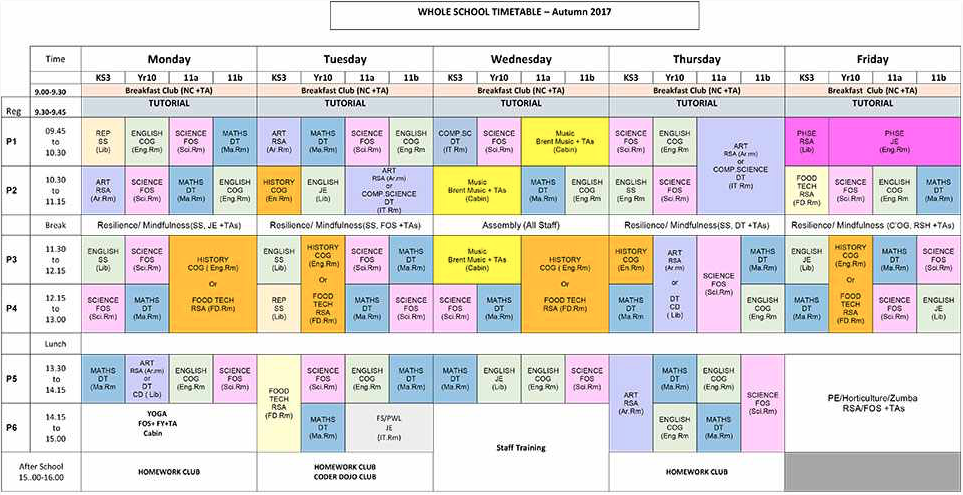 WHOLE SCHOOL TIMETABLE – Autumn 2017
Time Monday Tuesday Wednesday Thursday Friday
KS3 Yr10 11a 11b KS3 Yr10 11a 11b KS3 Yr10 11a 11b KS3 Yr10 11a 11b KS3 Yr10 11a 11b
9.00-9.30 Breakfast Club (NC +TA) Breakfast Club (NC +TA) Breakfast Club (NC +TA) Breakfast Club (NC +TA) Breakfast Club (NC +TA)
Reg 9.30-9.45 TUTORIAL TUTORIAL TUTORIAL TUTORIAL TUTORIAL
P1
09.45
to
10.30
REP
SS
(Lib)
ENGLISH
COG
(Eng.Rm)
SCIENCE
FOS
(Sci.Rm)
MATHS
DT
(Ma.Rm)
ART
RSA
(Ar.Rm)
MATHS
DT
(Ma.Rm)
SCIENCE
FOS
(Sci.Rm)
ENGLISH
COG
(Eng.Rm)
COMP.SC
DT
(IT Rm)
SCIENCE
FOS
(Sci.Rm)
Music
Brent Music + TAs
(Cabin)
SCIENCE
FOS
(Sci.Rm)
ENGLISH
COG
(Eng.Rm)
ART
RSA (Ar.Rm)
or
COMP.SCIENCE
DT
(IT Rm)
PHSE
RSA
(Lib)
PHSE
JE
(Eng.Rm)
P2
10.30
to
11.15
ART
RSA
(Ar.Rm)
SCIENCE
FOS
(Sci.Rm)
MATHS
DT
(Ma.Rm)
ENGLISH
COG
(Eng.Rm)
HISTORY
COG
(En Rm)
ENGLISH
JE
(Lib)
ART
RSA (Ar.Rm)
or
COMP.SCIENCE
DT
(IT Rm)
Music
Brent Music + TAs
(Cabin)
MATHS
DT
(Ma.Rm)
ENGLISH
COG
(Eng.Rm)
ENGLISH
SS
(Eng.Rm)
SCIENCE
FOS
(Sci.Rm)
FOOD
TECH
RSA
(FD.Rm)
SCIENCE
FOS
(Sci.Rm)
ENGLISH
COG
(Eng.Rm)
MATHS
DT
(Ma.Rm)
Break Resilience/ Mindfulness(SS, JE +TAs) Resilience/ Mindfulness(SS, FOS +TAs) Assembly (All Staff) Resilience/ Mindfulness(SS, DT +TAs) Resilience/ Mindfulness (C'OG, RSH +TAs)
P3
11.30
to
12.15
ENGLISH
SS
(Lib)
SCIENCE
FOS
(Sci.Rm)
HISTORY
COG ( Eng.Rm)
Or
FOOD TECH
RSA (FD.Rm)
ENGLISH
SS
(Lib)
HISTORY
COG
(Eng.Rm)
Or
FOOD
TECH
RSA
(FD.Rm)
SCIENCE
FOS
(Sci.Rm)
MATHS
DT
(Ma.Rm)
Music
Brent Music + TAs
(Cabin)
HISTORY
COG (Eng.Rm)
Or
FOOD TECH
RSA (FD.Rm)
HISTORY
COG
(Eng.Rm)
ART
RSA
(Ar.rm)
or
DT
CD
( Lib)
SCIENCE
FOS
(Sci.Rm)
MATHS
DT
(Ma.Rm)
ENGLISH
JE
(Lib)
HISTORY
COG
(Eng.Rm)
Or
FOOD
TECH
RSA
(FD.Rm)
MATHS
DT
(Ma.Rm)
SCIENCE
FOS
(Sci.Rm)
P4
12.15
to
13.00
SCIENCE
FOS
(Sci.Rm)
MATHS
DT
(Ma.Rm)
REP
SS
(Lib)
MATHS
DT
(Ma.Rm)
SCIENCE
FOS
(Sci.Rm)
SCIENCE
FOS
(Sci.Rm)
MATHS
DT
(Ma.Rm)
MATHS
DT
(Ma.Rm)
ENGLISH
COG
(Eng.Rm
MATHS
DT
(Ma.Rm)
SCIENCE
FOS
(Sci.Rm)
ENGLISH
JE
(Lib)
Lunch
P5
13.30
to
14.15
MATHS
DT
(Ma.Rm)
ART
RSA (Ar.rm)
or
DT
CD ( Lib)
ENGLISH
COG
(Eng.Rm)
SCIENCE
FOS
(Sci.Rm)
FOOD
TECH
RSA
(FD.Rm)
SCIENCE
FOS
(Sci.Rm)
ENGLISH
COG
(Eng.Rm)
MATHS
DT
(Ma.Rm)
MATHS
DT
(Ma.Rm)
ENGLISH
JE
(Lib)
ENGLISH
COG
(Eng.Rm)
SCIENCE
FOS
(Sci.Rm)
ART
RSA
(Ar.Rm)
MATHS
DT
(Ma.Rm)
ENGLISH
COG
(Eng.Rm)
SCIENCE
FOS
(Sci.Rm)
PE/Horticulture/Zumba
RSA/FOS +TAs
P6
14.15
to
15.00
YOGA
FOS+ FY+TA
Cabin
MATHS
DT
(Ma.Rm)
FS/PWL
JE
(IT.Rm)
Staff Training
ENGLISH
COG
(Eng Rm
MATHS
DT
(Ma.Rm)
After School
15..00-16.00
HOMEWORK CLUB
HOMEWORK CLUB
CODER DOJO CLUB
HOMEWORK CLUB